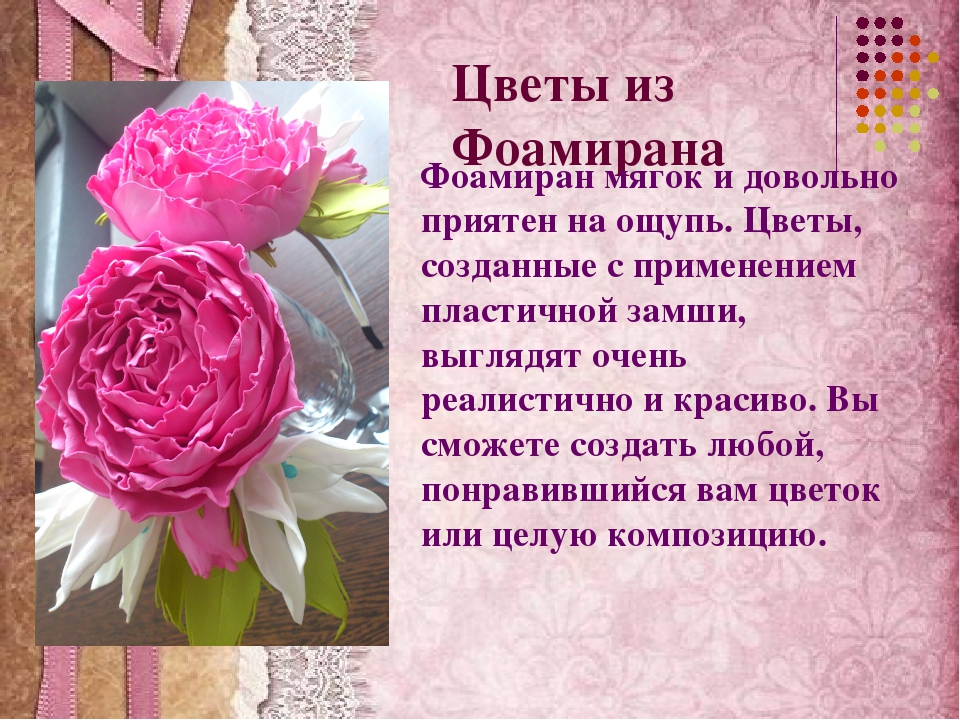 Цветы из
Фоамирана
Фоамиран мягок и довольно
приятен на ощупь. Цветы,
созданные с применением
пластичной замши,
выглядят очень
реалистично и красиво. Вы
сможете создать любой,
понравившийся вам цветок
или целую композицию.